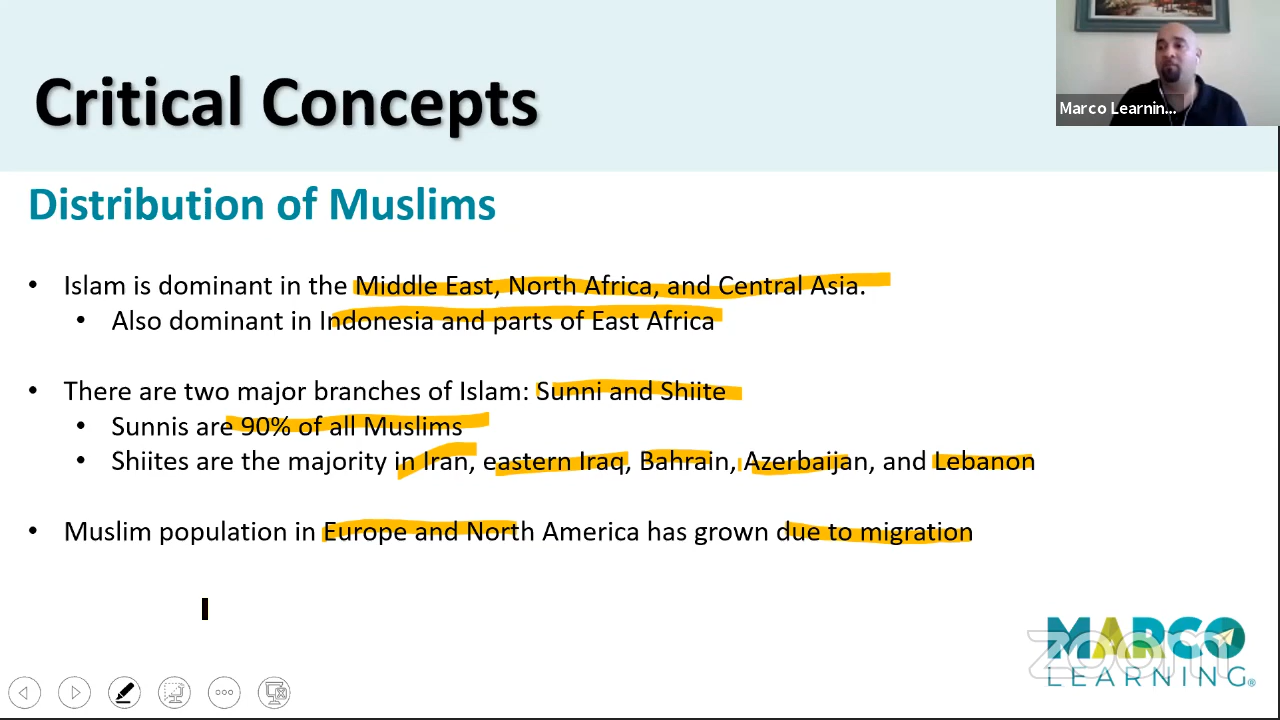 Critical Concepts
Marco Learnin...
Distribution of Muslims
• Islam is dominant in the Middle East, North Africa, and Central Asia.
• Also dominant in Indonesia and parts of East Africa
• There are two major branches of Islam: Sunni and Shiite
• Sunnis are 90% of all Muslims
• Shiites are the majority in Iran, eastern Iraq, Bahrain, Azerbaijan, and Lebanon
• Muslim population in Europe and North America has grown due to migration
MARCO
zoom
LEARNING®